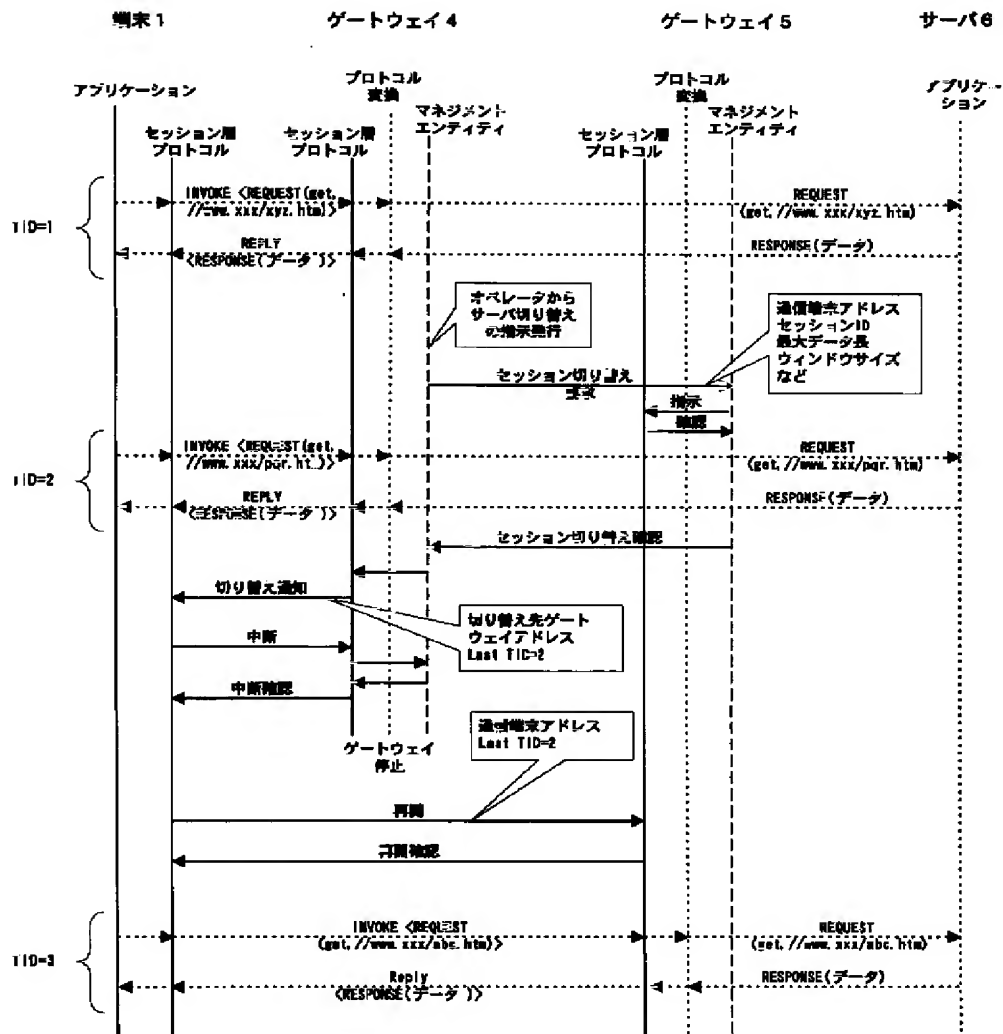 端末1
ゲートウェイ4
ゲートウェイ5
サーバ6
アプリケーション
プロトコル
変換
プロトコル
変換
アプリケー
ション
マネジメント
エンティティ
マネジメント
エンティティ
セッション層
プロトコル
セッション層
プロトコル
セッション層
プロトコル
TID=1
INVOKE <REQUEST(get,
//www.xxx/xyz.htm)>
REQUEST
(get,//www.xxx/xyz.htm)
REPLY
<RESPONSE(データ)>
RESPONSE(データ)
オペレータから
サーバ切り替え
の指示発行
通信端末アドレス
セッションID
最大データ長
ウィンドウサイズ
など
セッション切り替え
要求
指示
確認
TID=2
INVOKE <REQUEST(get,
//www.xxx/pqr.ht.)>
REQUEST
(get,//www.xxx/pqr.htm)
REPLY
<RESPONSE(データ)>
RESPONSE(データ)
セッション切り替え確認
切り替え通知
切り替え先ゲート
ウェイアドレス
Last TID=2
中断
中断確認
通信端末アドレス
Last TID=2
ゲートウェイ
停止
再開
再開確認
TID=3
INVOKE <REQUEST
(get,//www.xxx/abc.htm)>
REQUEST
(get,//www.xxx/abc.htm)
Reply
<RESPONSE(データ)>
RESPONSE(データ)